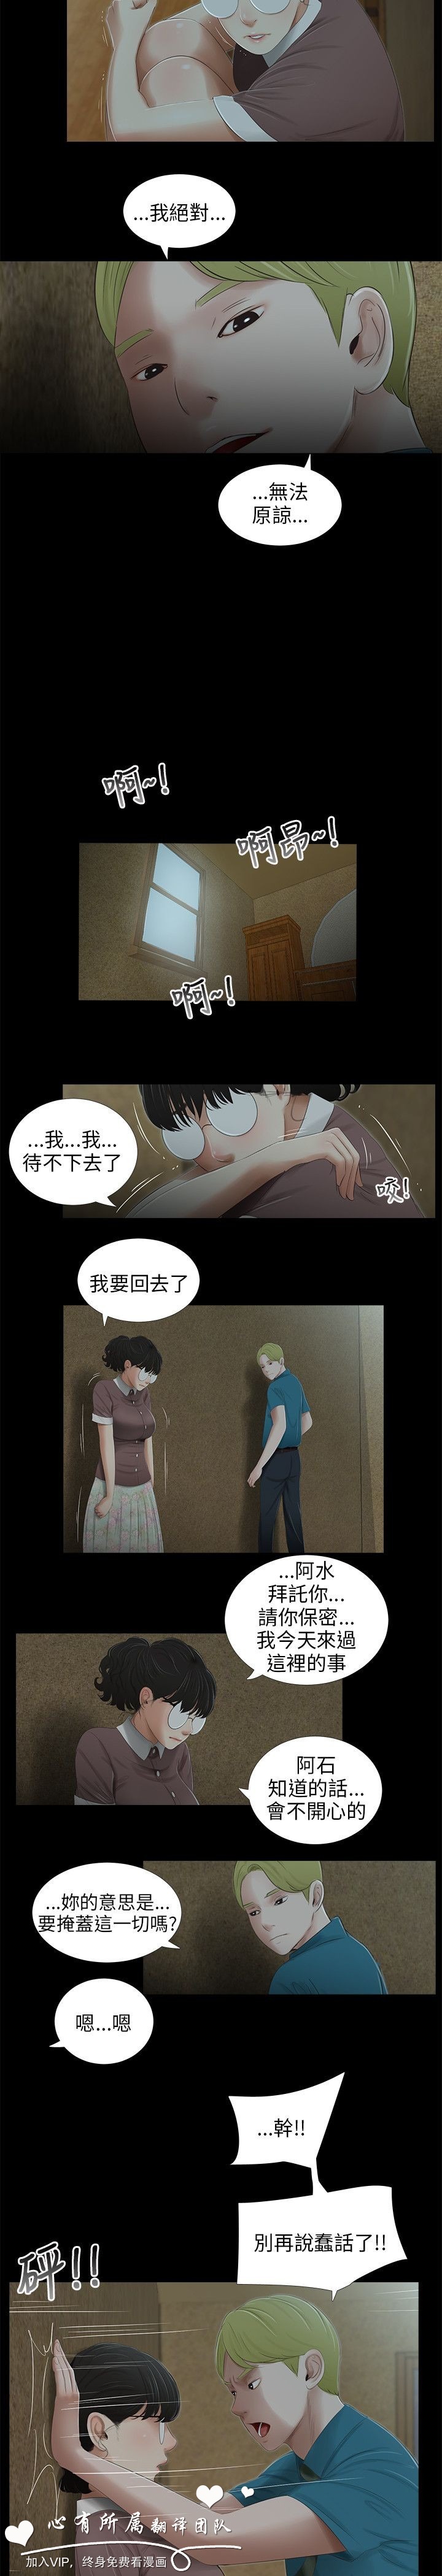 ...我絕對...
...無法
原諒...
啊~!
啊昂~!
啊~!
...我...我...
待不下去了
咬!
我要回去了
...阿水
拜託你...
請你保密...
我今天來過
這裡的事
阿石
知道的話...
會不開心的
...妳的意思是...
要掩蓋這一切嗎?
嗯...嗯
...幹!!
別再說蠢話了!!
砰!!
心有所属翻译团队
加入VIP，终身免费看漫画